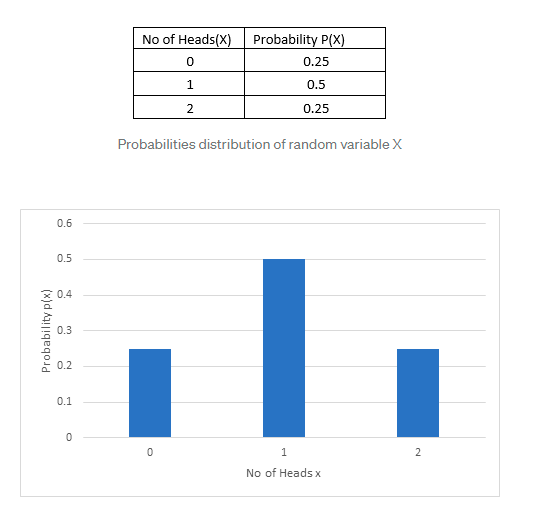 No of Heads(X) Probability P(X)
0 0.25
1 0.5
2 0.25
Probabilities distribution of random variable X
0.6
0.5
0.4
0.3
0.2
0.1
0
Probability p(x)
0 1 2
No of Heads x